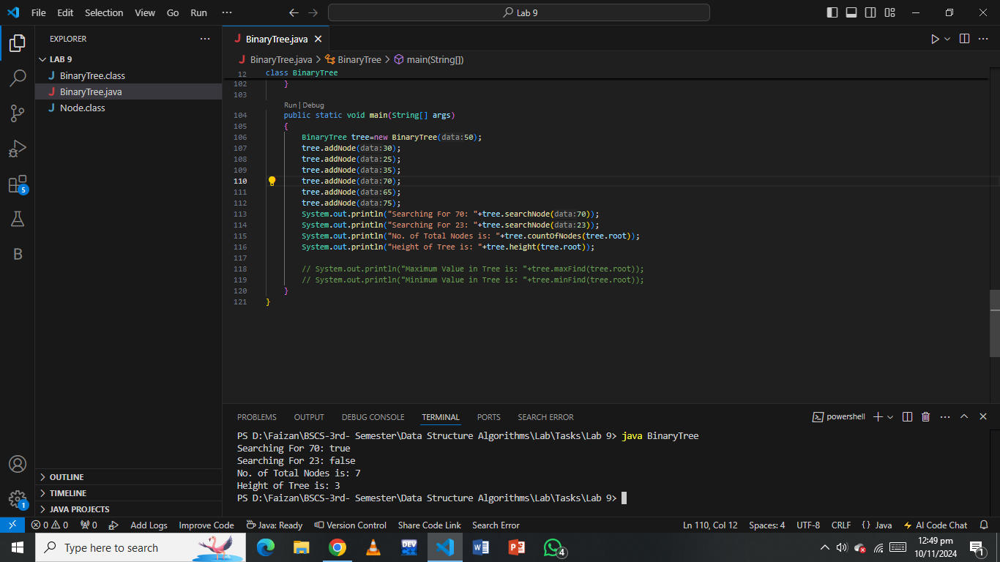 File Edit Selection View Go Run ··· Lab 9
EXPLORER ···
LAB 9
J BinaryTree.class
J BinaryTree.java
J Node.class
OUTLINE
TIMELINE
JAVA PROJECTS
5
B
1
J BinaryTree.java
J BinaryTree.java > BinaryTree > main(String[])
12 class BinaryTree
102 }
103
Run | Debug
104 public static void main(String[] args)
105 {
106 BinaryTree tree=new BinaryTree(data:50);
107 tree.addNode(data:30);
108 tree.addNode(data:25);
109 tree.addNode(data:35);
110 tree.addNode(data:70);
111 tree.addNode(data:65);
112 tree.addNode(data:75);
113 System.out.println("Searching For 70: "+tree.searchNode(data:70));
114 System.out.println("Searching For 23: "+tree.searchNode(data:23));
115 System.out.println("No. of Total Nodes is: "+tree.countOfNodes(tree.root));
116 System.out.println("Height of Tree is: "+tree.height(tree.root));
117
118 // System.out.println("Maximum Value in Tree is: "+tree.maxFind(tree.root));
119 // System.out.println("Minimum Value in Tree is: "+tree.minFind(tree.root));
120 }
121 }
PROBLEMS OUTPUT DEBUG CONSOLE TERMINAL PORTS SEARCH ERROR powershell
PS D:\Faizan\BSCS-3rd- Semester\Data Structure Algorithms\Lab\Tasks\Lab 9> java BinaryTree
Searching For 70: true
Searching For 23: false
No. of Total Nodes is: 7
Height of Tree is: 3
PS D:\Faizan\BSCS-3rd- Semester\Data Structure Algorithms\Lab\Tasks\Lab 9>
0 0 0 Add Logs Improve Code Java: Ready Version Control Share Code Link Search Error Ln 110, Col 12 Spaces: 4 UTF-8 CRLF {} Java AI Code Chat
Type here to search DEV W P 4 12:49 pm 1
10/11/2024